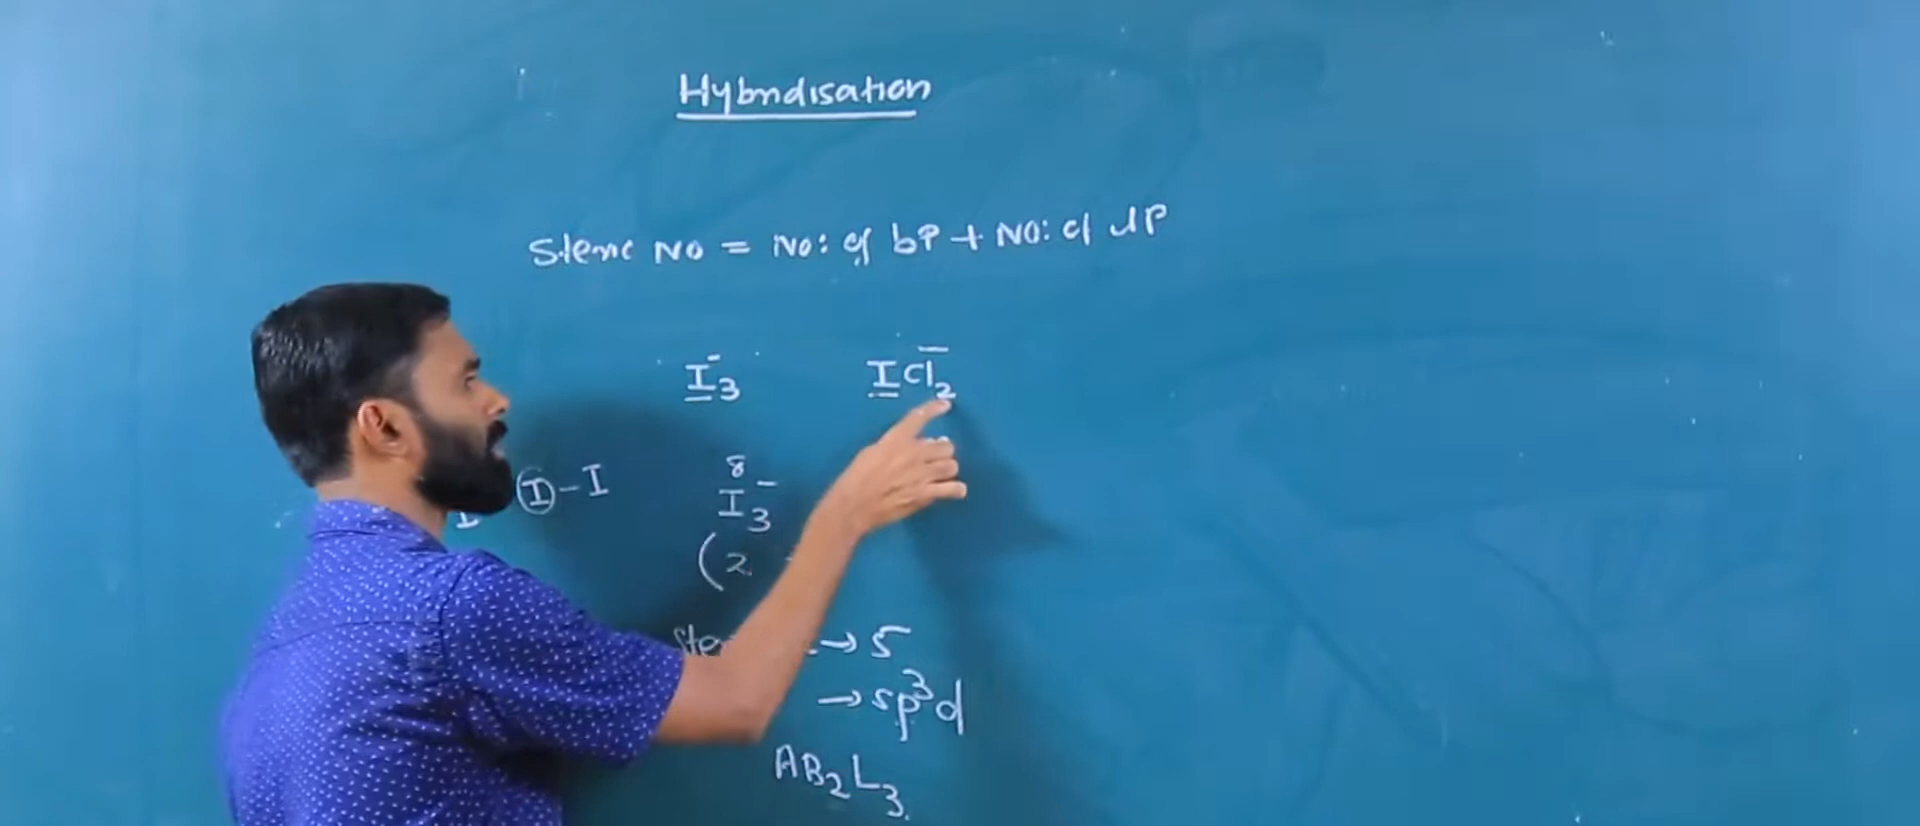 Hybridisation
Steric No = No: of bP + No: of lP
I₃⁻ ICl₂⁻
I-I 8
I₃⁻
(2
→ 5
→ sp³d
AB₂L₃